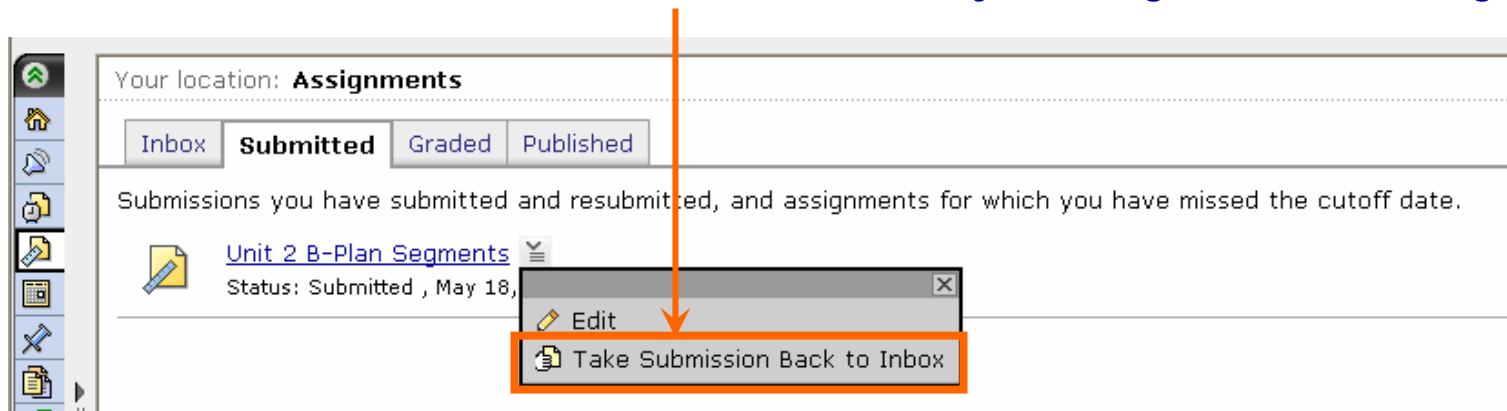 Your location: Assignments
Inbox Submitted Graded Published
Submissions you have submitted and resubmitted, and assignments for which you have missed the cutoff date.
Unit 2 B-Plan Segments
Status: Submitted , May 18,
Edit
Take Submission Back to Inbox